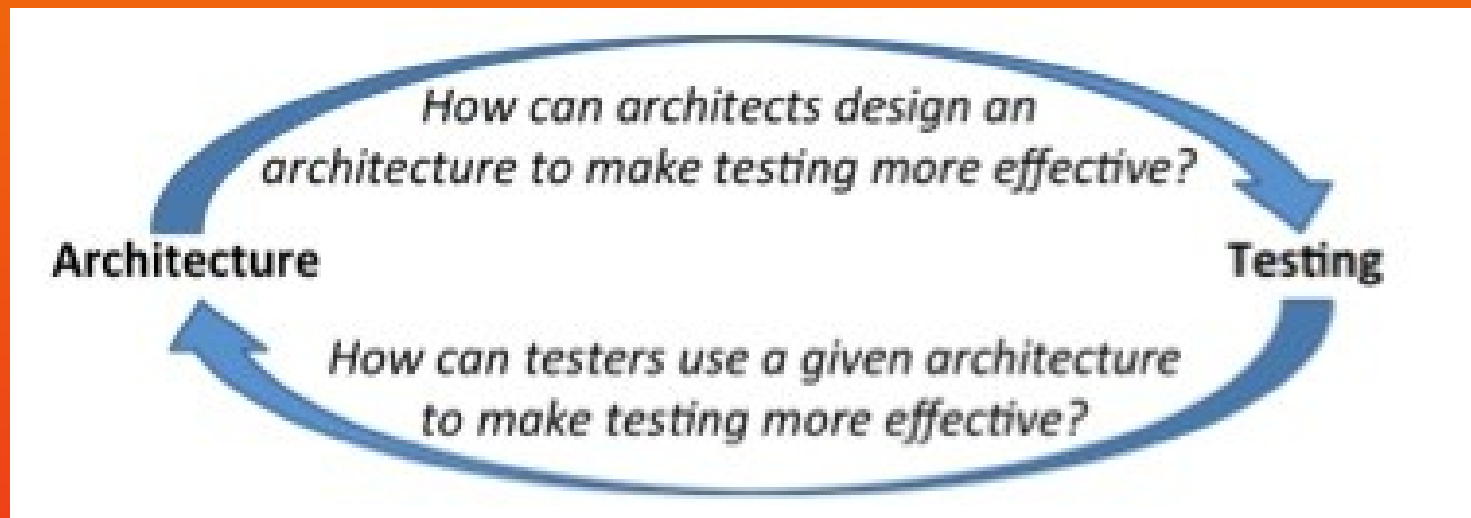 How can architects design an
architecture to make testing more effective?
Architecture
Testing
How can testers use a given architecture
to make testing more effective?